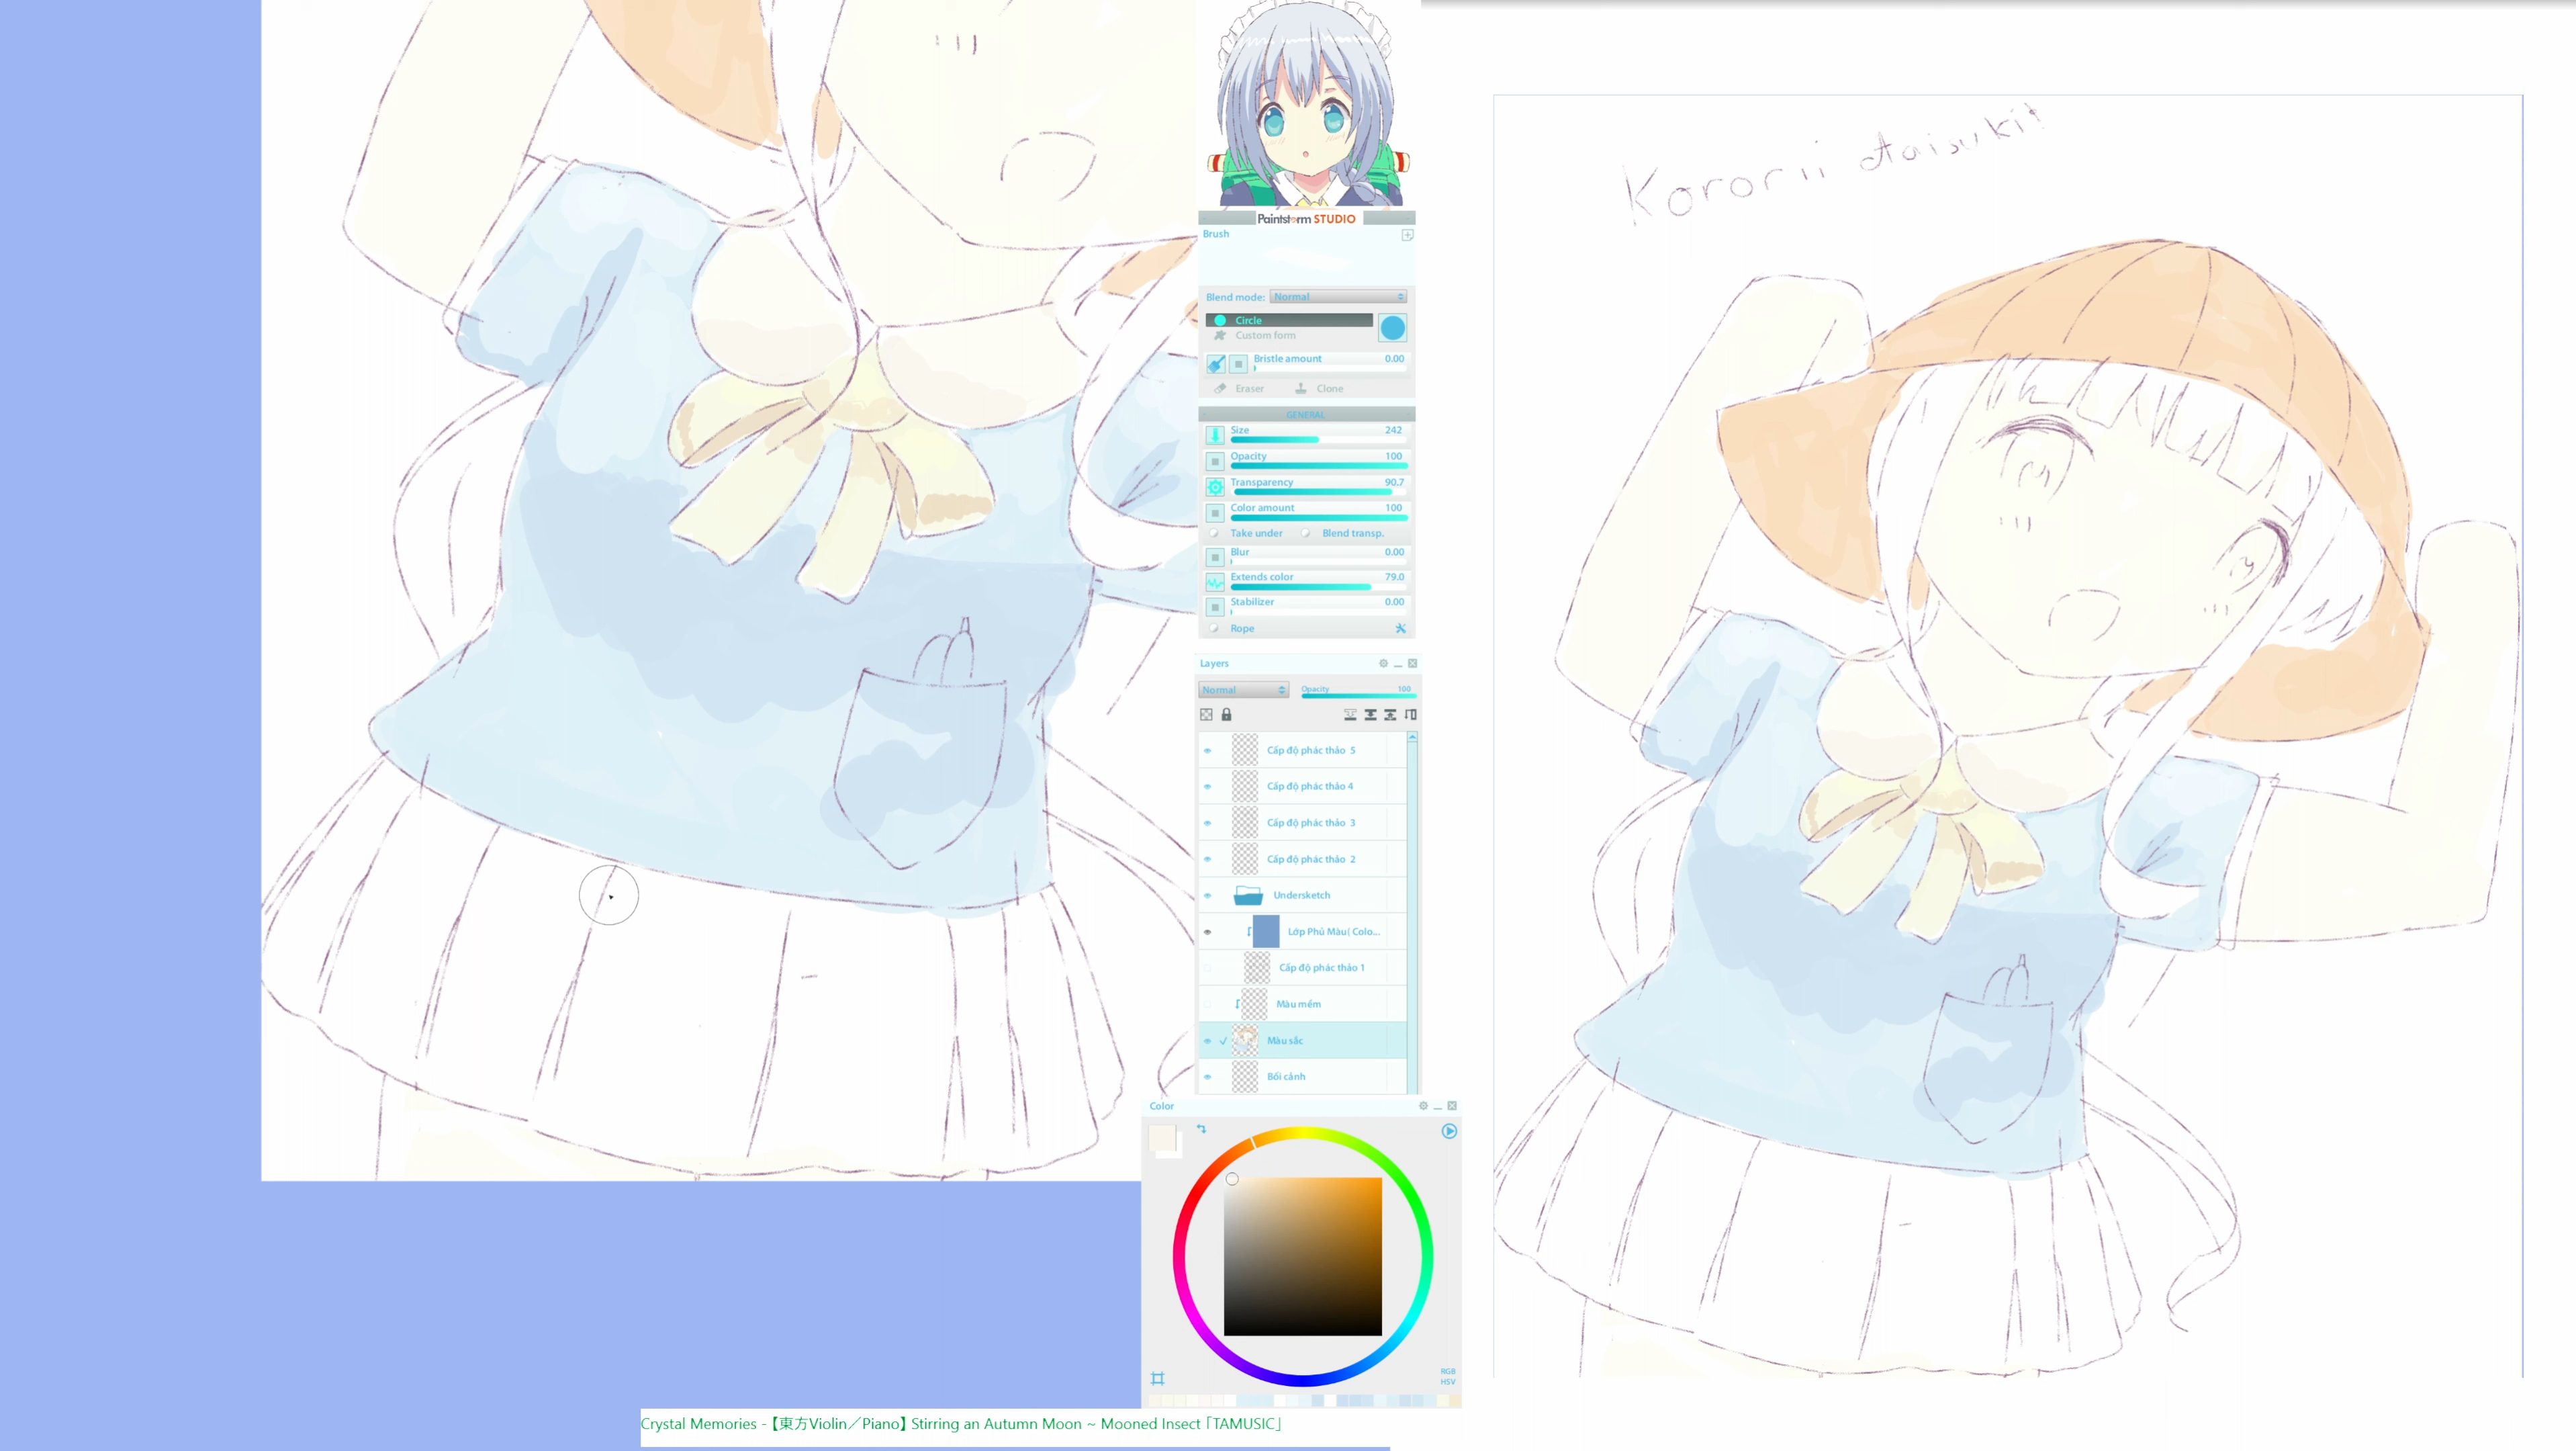 Kororii daisuki!
Paintstorm STUDIO
Brush
Blend mode: Normal
Circle
Custom form
Bristle amount 0.00
Eraser Clone
GENERAL
Size 242
Opacity 100
Transparency 90.7
Color amount 100
Take under Blend transp.
Blur 0.00
Extends color 79.0
Stabilizer 0.00
Rope
Layers
Normal Opacity 100
Cấp độ phác thảo 5
Cấp độ phác thảo 4
Cấp độ phác thảo 3
Cấp độ phác thảo 2
Undersketch
Lớp Phủ Màu( Colo...
Cấp độ phác thảo 1
Màu mềm
Màu sắc
Bối cảnh
Color
RGB
HSV
Crystal Memories -【東方Violin／Piano】Stirring an Autumn Moon ~ Mooned Insect「TAMUSIC」